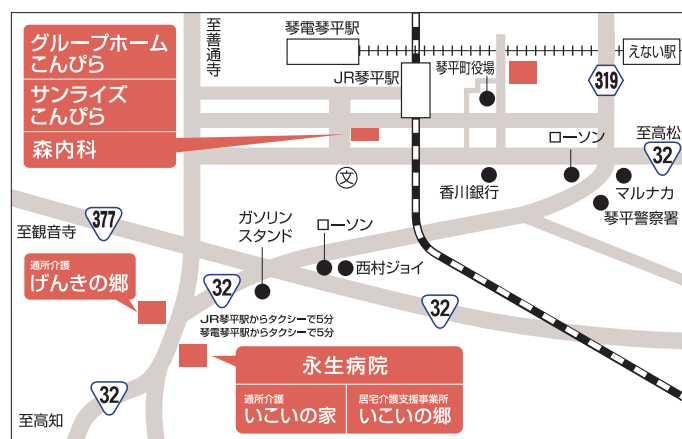 グループホーム
こんぴら
サンライズ
こんぴら
森内科
至善通寺
琴電琴平駅
JR琴平駅
琴平町役場
えない駅
319
至高松
32
ローソン
マルナカ
琴平警察署
香川銀行
文
377
至観音寺
ガソリン
スタンド
ローソン
西村ジョイ
通所介護
げんきの郷
32
32
JR琴平駅からタクシーで5分
琴電琴平駅からタクシーで5分
永生病院
通所介護
いこいの家
居宅介護支援事業所
いこいの郷
32
至高知